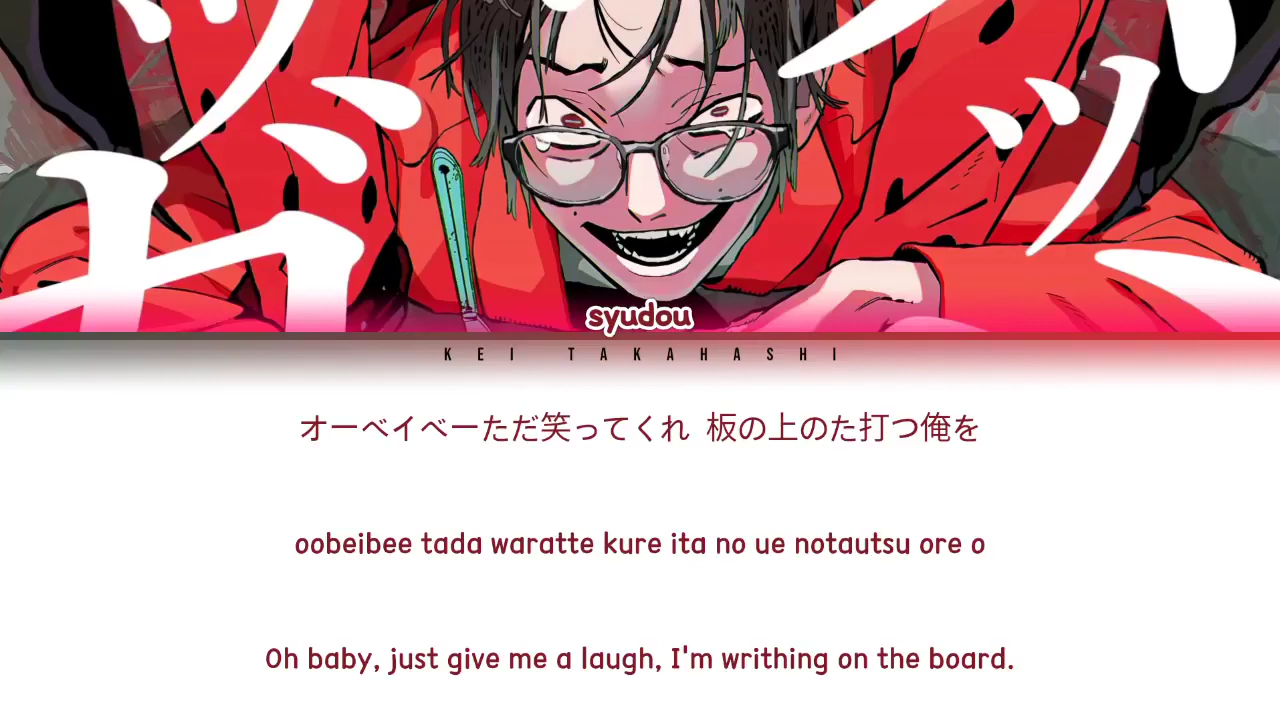 syudou
KEI TAKAHASHI
オーベイベーただ笑ってくれ 板の上のた打つ俺を
oobeibee tada waratte kure ita no ue notautsu ore o
Oh baby, just give me a laugh, I'm writhing on the board.